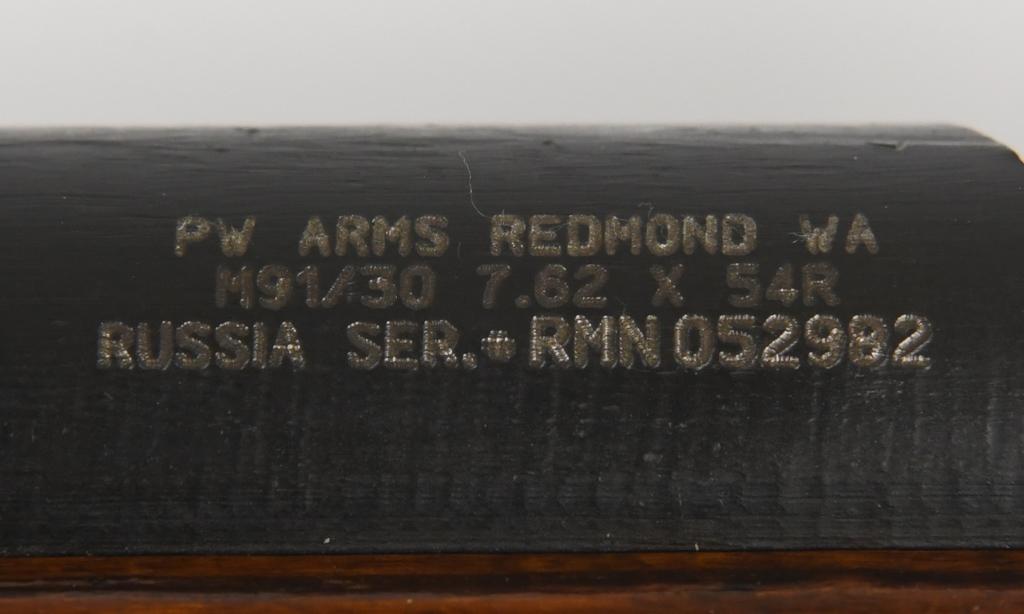 PW ARMS REDMOND WA
M91/30 7.62 X 54R
RUSSIA SER.# RMN052982